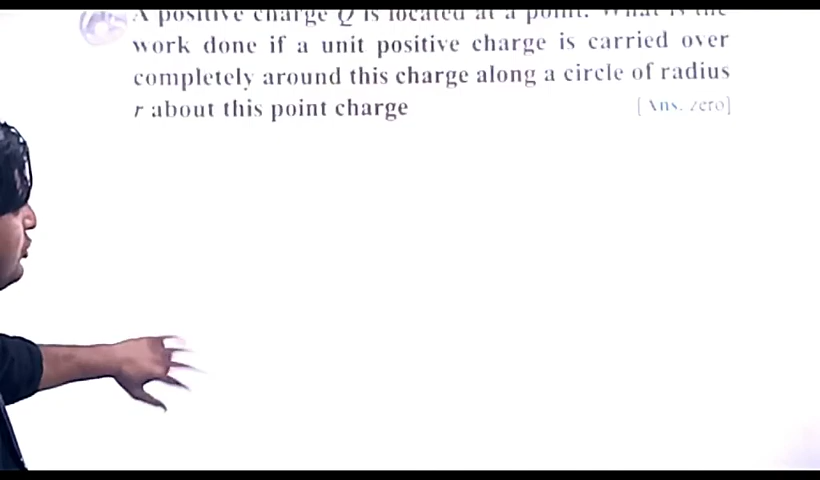 A positive charge Q is located at a point. What is the
work done if a unit positive charge is carried over
completely around this charge along a circle of radius
r about this point charge [Ans. zero]